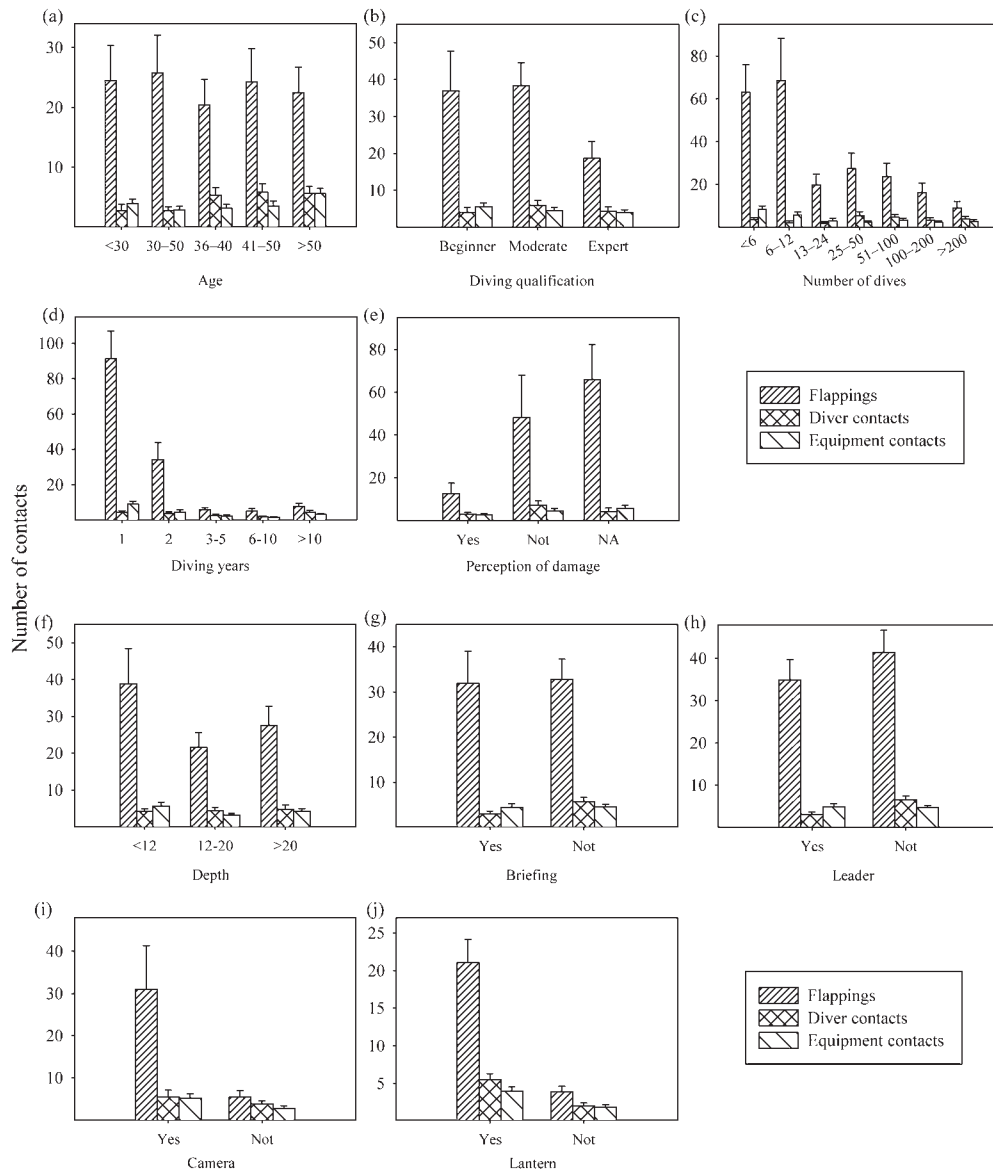 Number of contacts
(a)
30
20
10
<30 30–50 36–40 41–50 >50
Age
(b)
50
40
30
20
10
Beginner Moderate Expert
Diving qualification
(c)
80
60
40
20
<6 6–12 13–24 25–50 51–100 100–200 >200
Number of dives
(d)
100
80
60
40
20
1 2 3-5 6-10 >10
Diving years
(e)
80
60
40
20
Yes Not NA
Perception of damage
Flappings
Diver contacts
Equipment contacts
(f)
50
40
30
20
10
<12 12-20 >20
Depth
(g)
40
30
20
10
Yes Not
Briefing
(h)
40
30
20
10
Yes Not
Leader
(i)
40
30
20
10
Yes Not
Camera
(j)
25
20
15
10
5
Yes Not
Lantern
Flappings
Diver contacts
Equipment contacts